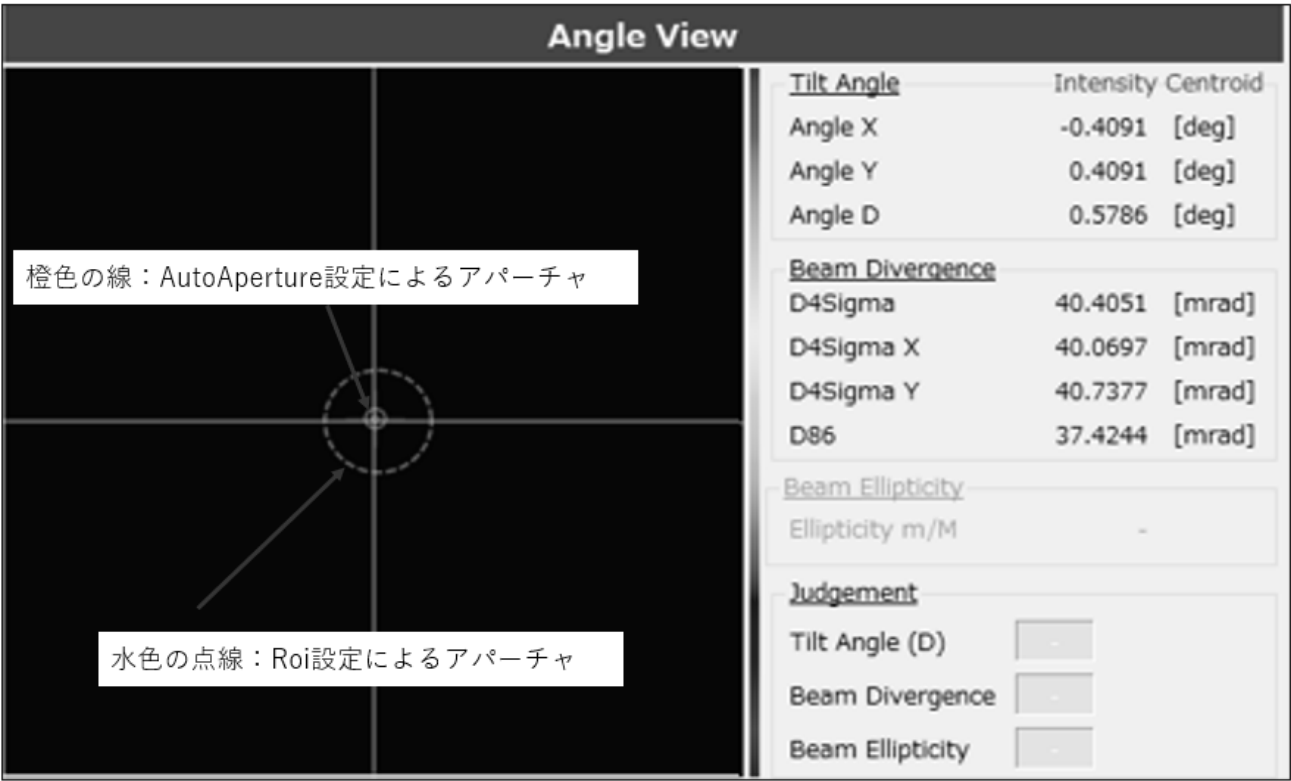 Angle View
Tilt Angle Intensity Centroid
Angle X -0.4091 [deg]
Angle Y 0.4091 [deg]
Angle D 0.5786 [deg]
橙色の線：AutoAperture設定によるアパーチャ
Beam Divergence
D4Sigma 40.4051 [mrad]
D4Sigma X 40.0697 [mrad]
D4Sigma Y 40.7377 [mrad]
D86 37.4244 [mrad]
Beam Ellipticity
Ellipticity m/M -
水色の点線：Roi設定によるアパーチャ
Judgement
Tilt Angle (D) -
Beam Divergence -
Beam Ellipticity -